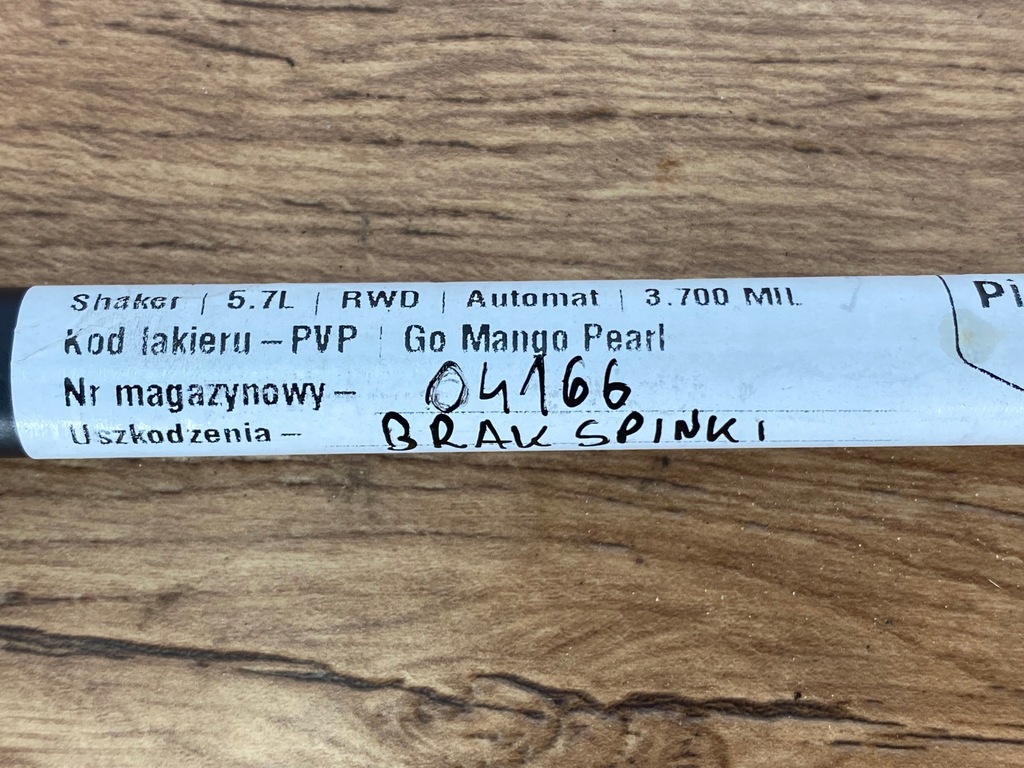 Shaker | 5.7L | RWD | Automat | 3.700 MIL
Kod lakieru – PVP | Go Mango Pearl
Nr magazynowy – 04166
Uszkodzenia – BRAK SPINKI